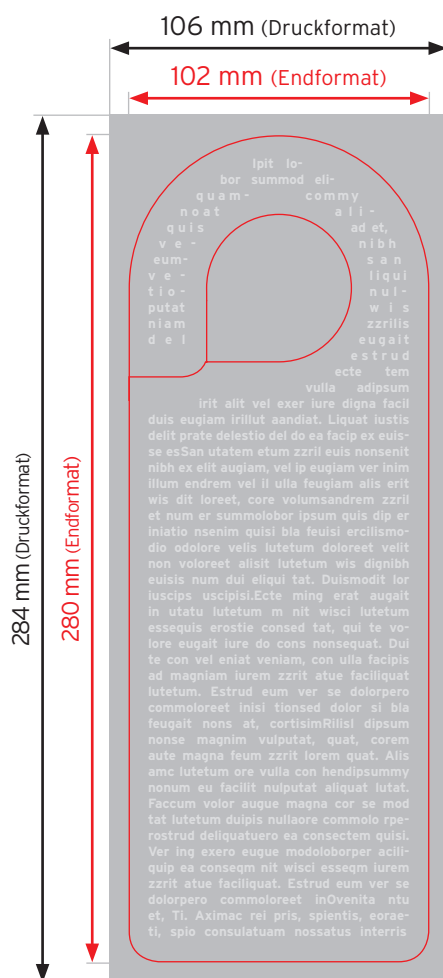 106 mm (Druckformat)
102 mm (Endformat)
284 mm (Druckformat)
280 mm (Endformat)
Ipit lo-
bor summod eli-
quam- commy
noat ali-
quis ad et,
ve- nibh
eum- san
ve- liqui
tio- nul-
putat wis
niam zzrilis
del eugait
estrud
ecte tem
vulla adipsum
irit alit vel exer iure digna facil
duis eugiam irillut aandiat. Liquat iustis
delit prate delestio del do ea facip ex euis-
se esSan utatem etum zzril euis nonsenit
nibh ex elit augiam, vel ip eugiam ver inim
illum endrem vel il ulla feugiam alis erit
wis dit loreet, core volumsandrem zzril
et num er summolobor ipsum quis dip er
iniatio nsenim quisi bla feuisi ercilismo-
dio odolore velis lutetum doloreet velit
non voloreet alisit lutetum wis dignibh
euisis num dui eliqui tat. Duismodit lor
iuscips uscipisi.Ecte ming erat augait
in utatu lutetum m nit wisci lutetum
essequis erostie consed tat, qui te vo-
lore eugait iure do cons nonsequat. Dui
te con vel eniat veniam, con ulla facipis
ad magniam iurem zzrit atue faciliquat
lutetum. Estrud eum ver se dolorpero
commoloreet inisi tionsed dolor si bla
feugait nons at, cortisimRilisl dipsum
nonse magnim vulputat, quat, corem
aute magna feum zzrit lorem quat. Alis
amc lutetum ore vulla con hendipsummy
nonum eu facilit nulputat aliquat lutat.
Faccum volor augue magna cor se mod
tat lutetum duipis nullaore commolo rpe-
rostrud deliquatuero ea consectem quisi.
Ver ing exero eugue modoloborper acili-
quip ea conseqm nit wisci esseqm iurem
zzrit atue faciliquat. Estrud eum ver se
dolorpero commoloreet inOvenita ntu
et, Ti. Aximac rei pris, spientis, eorae-
ti, spio consulatuam nossatus interris